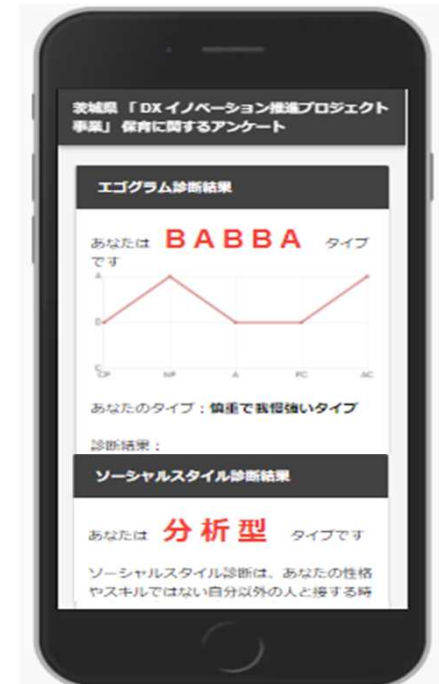 茨城県 「 DX イノベーション推進プロジェクト
事業」 保育に関するアンケート
エゴグラム診断結果
あなたは BABBA タイプ
です
A
B
C
CP NP A FC AC
あなたのタイプ：慎重で我慢強いタイプ
診断結果：
ソーシャルスタイル診断結果
あなたは 分析型 タイプです
ソーシャルスタイル診断は、あなたの性格
やスキルではない自分以外の人と接する時